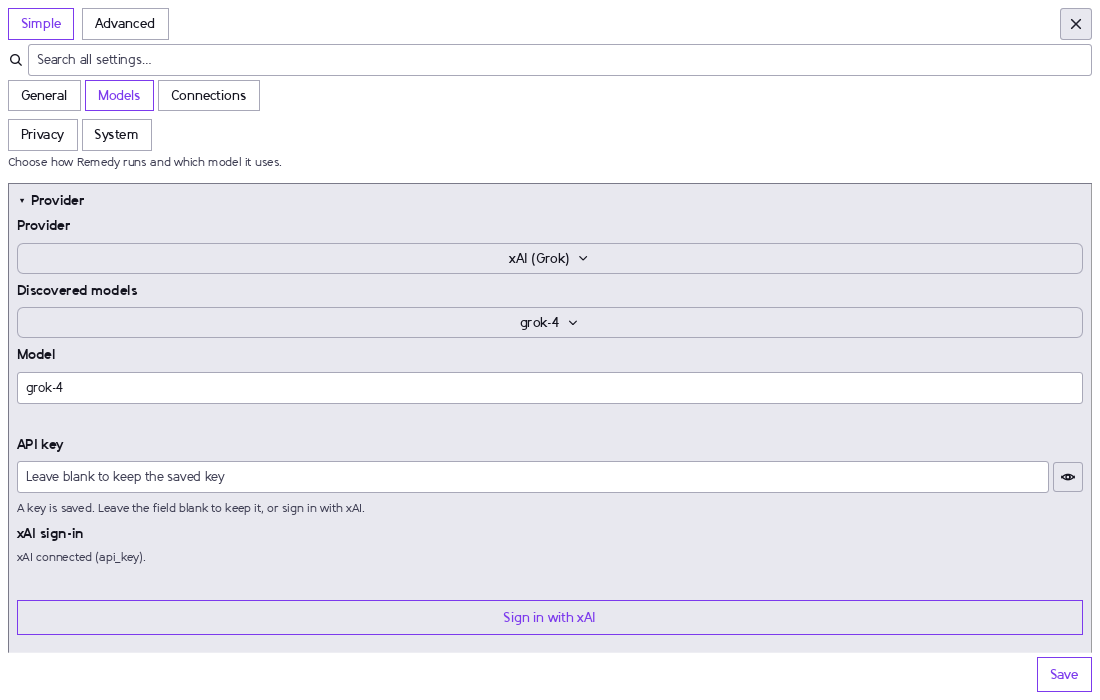 Simple Advanced
Search all settings...
General Models Connections
Privacy System
Choose how Remedy runs and which model it uses.
Provider
Provider
xAI (Grok)
Discovered models
grok-4
Model
grok-4
API key
Leave blank to keep the saved key
A key is saved. Leave the field blank to keep it, or sign in with xAI.
xAI sign-in
xAI connected (api_key).
Sign in with xAI
Save